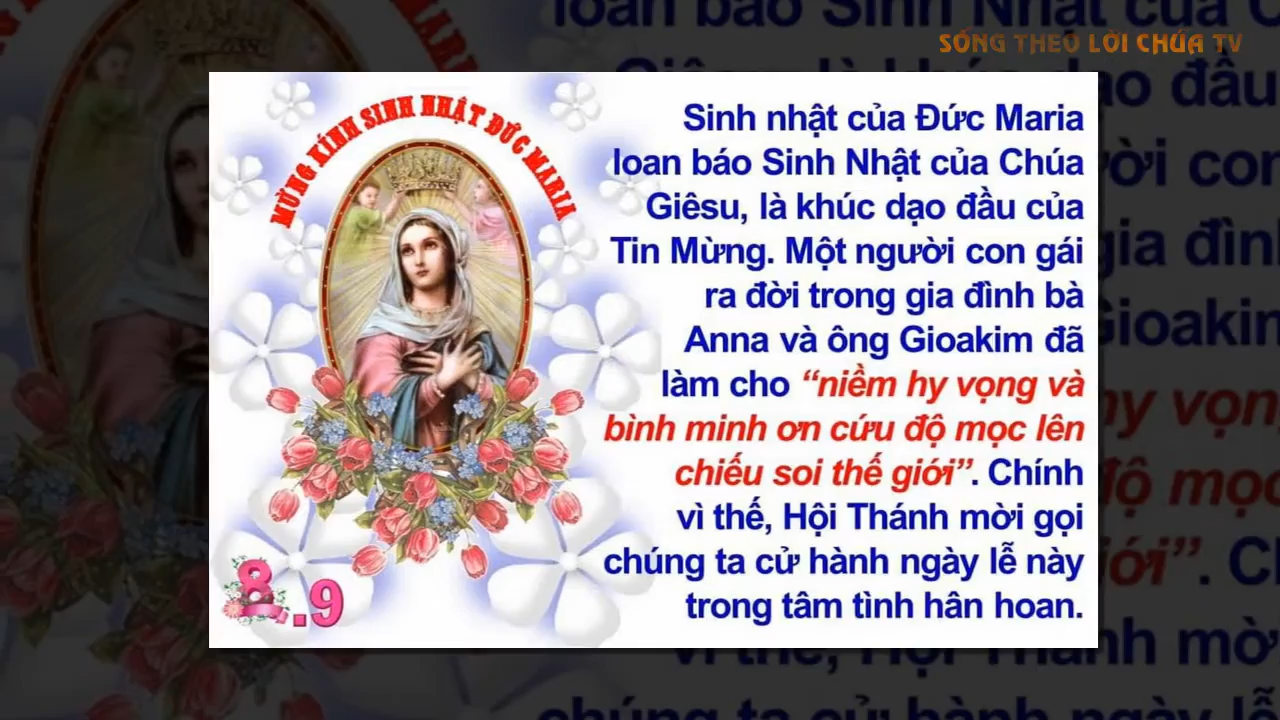 SỐNG THEO LỜI CHÚA TV
MỪNG KÍNH SINH NHẬT ĐỨC MARIA
Sinh nhật của Đức Maria
loan báo Sinh Nhật của Chúa
Giêsu, là khúc dạo đầu của
Tin Mừng. Một người con gái
ra đời trong gia đình bà
Anna và ông Gioakim đã
làm cho “niềm hy vọng và
bình minh ơn cứu độ mọc lên
chiếu soi thế giới”. Chính
vì thế, Hội Thánh mời gọi
chúng ta cử hành ngày lễ này
trong tâm tình hân hoan.
8.9